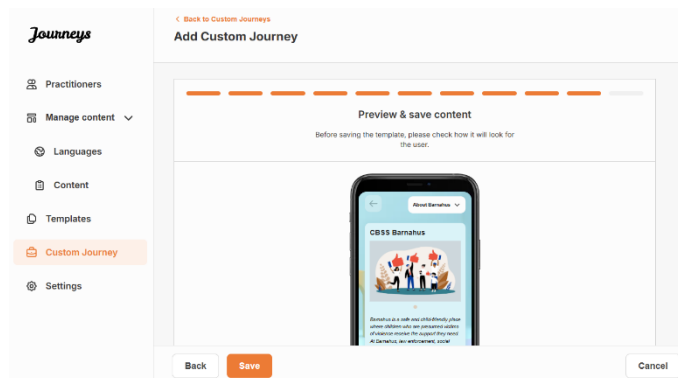 Journeys
Back to Custom Journeys
Add Custom Journey
Practitioners
Manage content
Languages
Content
Templates
Custom Journey
Settings
Preview & save content
Before saving the template, please check how it will look for
the user.
About Barnahus
CBSS Barnahus
Barnahus is a safe and child-friendly place
where children who are presumed victims
of violence receive the support they need.
At Barnahus, law enforcement, social
Back
Save
Cancel